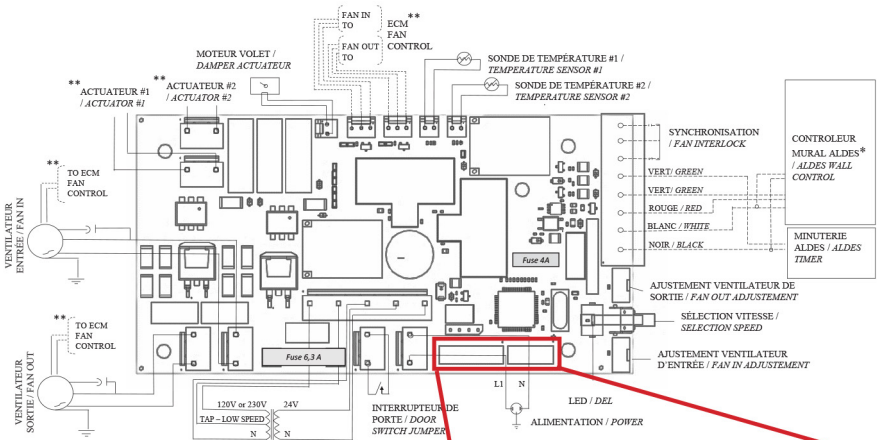 FAN IN
TO
FAN OUT
TO
ECM **
FAN
CONTROL
MOTEUR VOLET /
DAMPER ACTUATEUR
** ACTUATEUR #1
/ ACTUATOR #1
** ACTUATEUR #2
/ ACTUATOR #2
SONDE DE TEMPÉRATURE #1 /
TEMPERATURE SENSOR #1
SONDE DE TEMPÉRATURE #2 /
TEMPERATURE SENSOR #2
SYNCHRONISATION
/ FAN INTERLOCK
VERT/ GREEN
VERT/ GREEN
ROUGE / RED
BLANC / WHITE
NOIR / BLACK
CONTROLEUR
MURAL ALDES*
/ ALDES WALL
CONTROL
MINUTERIE
ALDES / ALDES
TIMER
**
TO ECM
FAN
CONTROL
VENTILATEUR
ENTRÉE / FAN IN
Fuse 4A
AJUSTEMENT VENTILATEUR DE
SORTIE / FAN OUT ADJUSTEMENT
SÉLECTION VITESSE /
SELECTION SPEED
AJUSTEMENT VENTILATEUR
D'ENTRÉE / FAN IN ADJUSTEMENT
**
TO ECM
FAN
CONTROL
VENTILATEUR
SORTIE / FAN OUT
Fuse 6,3 A
120V or 230V
24V
TAP – LOW SPEED
N
N
INTERRUPTEUR DE
PORTE / DOOR
SWITCH JUMPER
L1
N
LED / DEL
ALIMENTATION / POWER